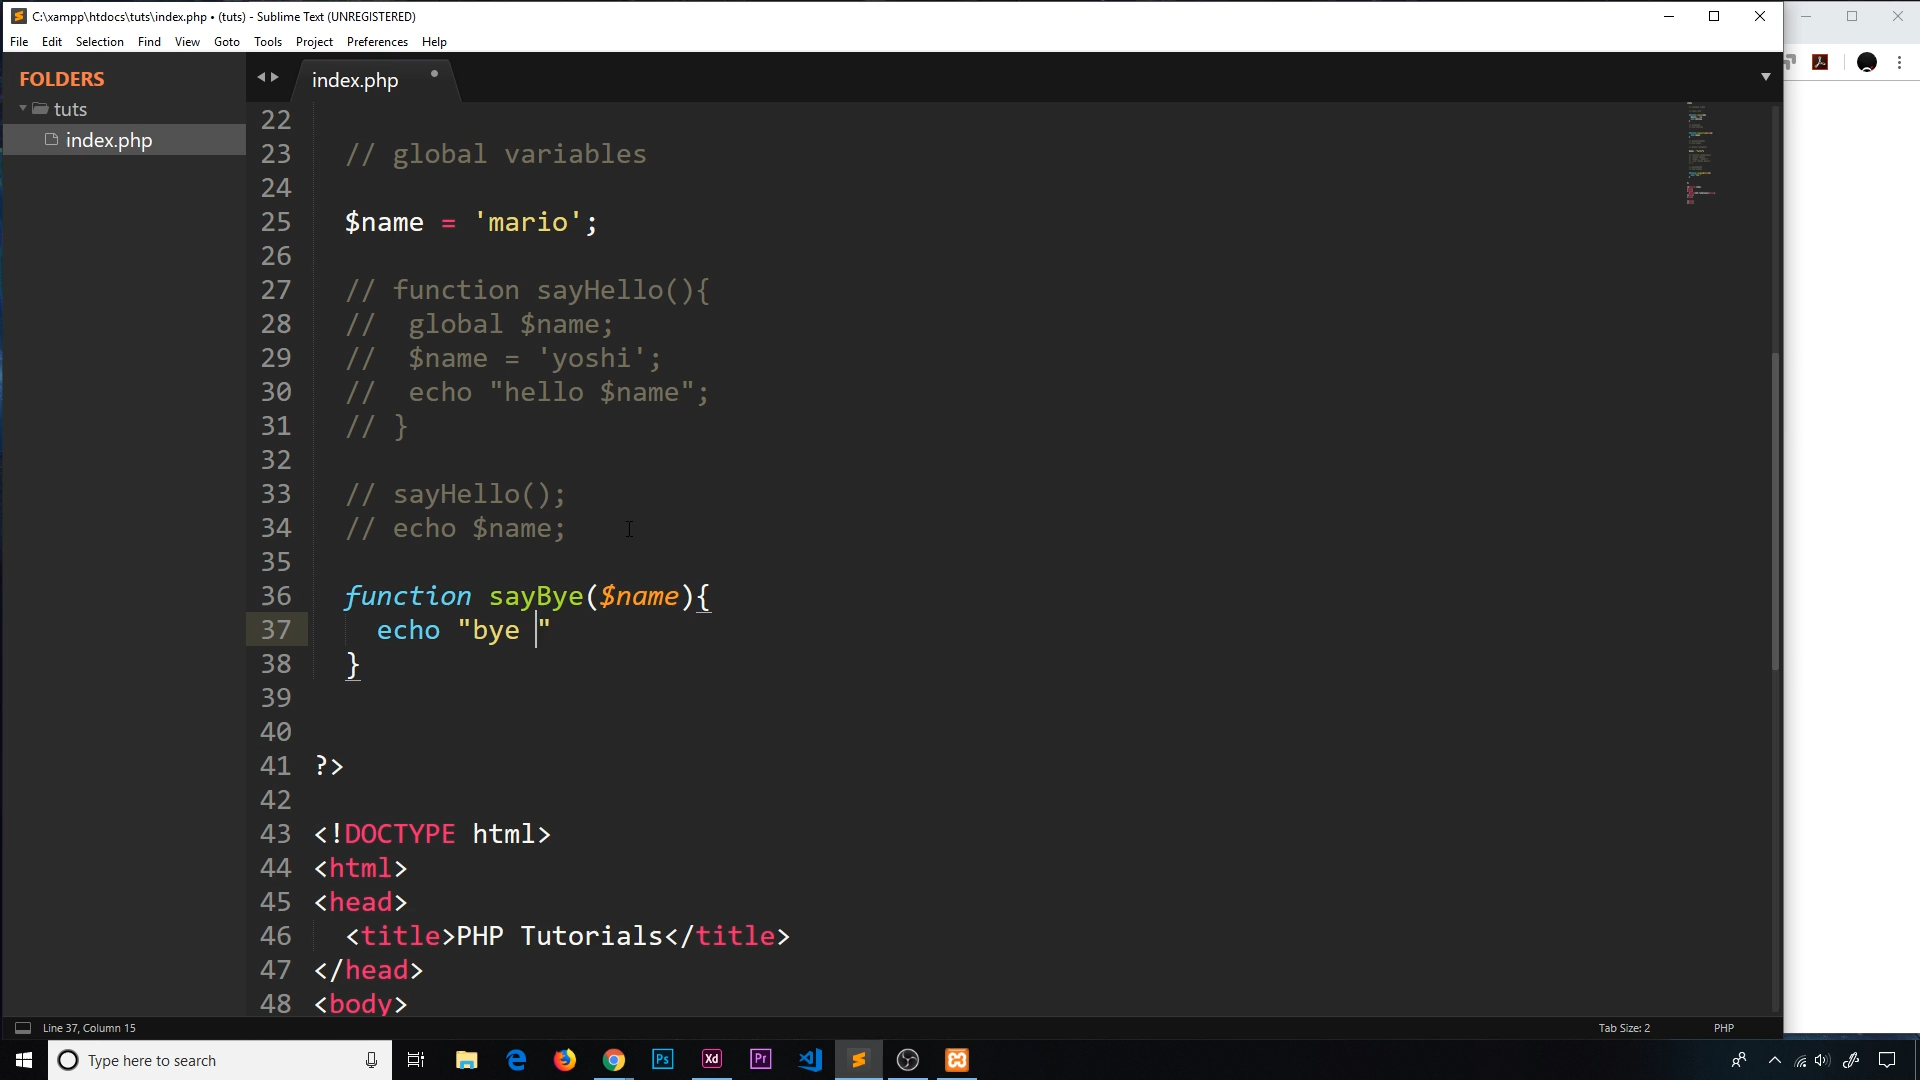 C:\xampp\htdocs\tuts\index.php • (tuts) - Sublime Text (UNREGISTERED)
File Edit Selection Find View Goto Tools Project Preferences Help
FOLDERS
tuts
index.php
index.php
22
23 // global variables
24
25 $name = 'mario';
26
27 // function sayHello(){
28 //  global $name;
29 //  $name = 'yoshi';
30 //  echo "hello $name";
31 // }
32
33 // sayHello();
34 // echo $name;
35
36 function sayBye($name){
37 echo "bye "
38 }
39
40
41 ?>
42
43 <!DOCTYPE html>
44 <html>
45 <head>
46 <title>PHP Tutorials</title>
47 </head>
48 <body>
Line 37, Column 15 Tab Size: 2 PHP
Type here to search
Ps
Xd
Pr